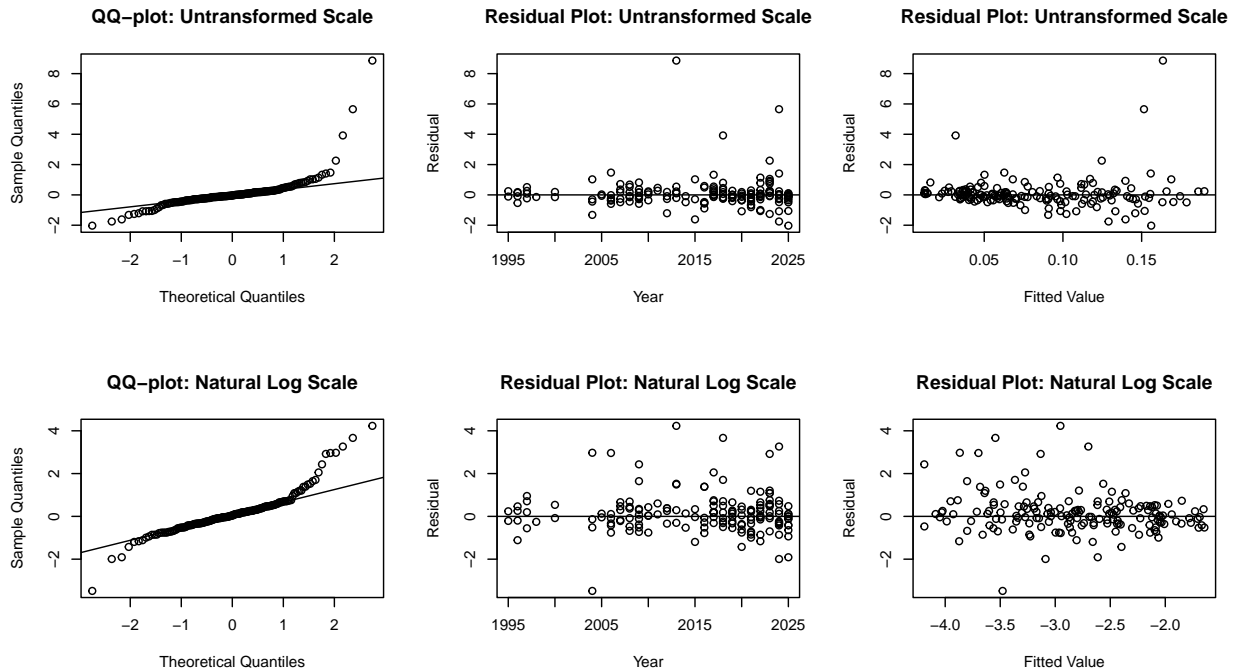 QQ−plot: Untransformed Scale
Sample Quantiles
8
6
4
2
0
−2
−2 −1 0 1 2
Theoretical Quantiles
Residual Plot: Untransformed Scale
Residual
8
6
4
2
0
−2
1995 2005 2015 2025
Year
Residual Plot: Untransformed Scale
Residual
8
6
4
2
0
−2
0.05 0.10 0.15
Fitted Value
QQ−plot: Natural Log Scale
Sample Quantiles
4
2
0
−2
−2 −1 0 1 2
Theoretical Quantiles
Residual Plot: Natural Log Scale
Residual
4
2
0
−2
1995 2005 2015 2025
Year
Residual Plot: Natural Log Scale
Residual
4
2
0
−2
−4.0 −3.5 −3.0 −2.5 −2.0
Fitted Value